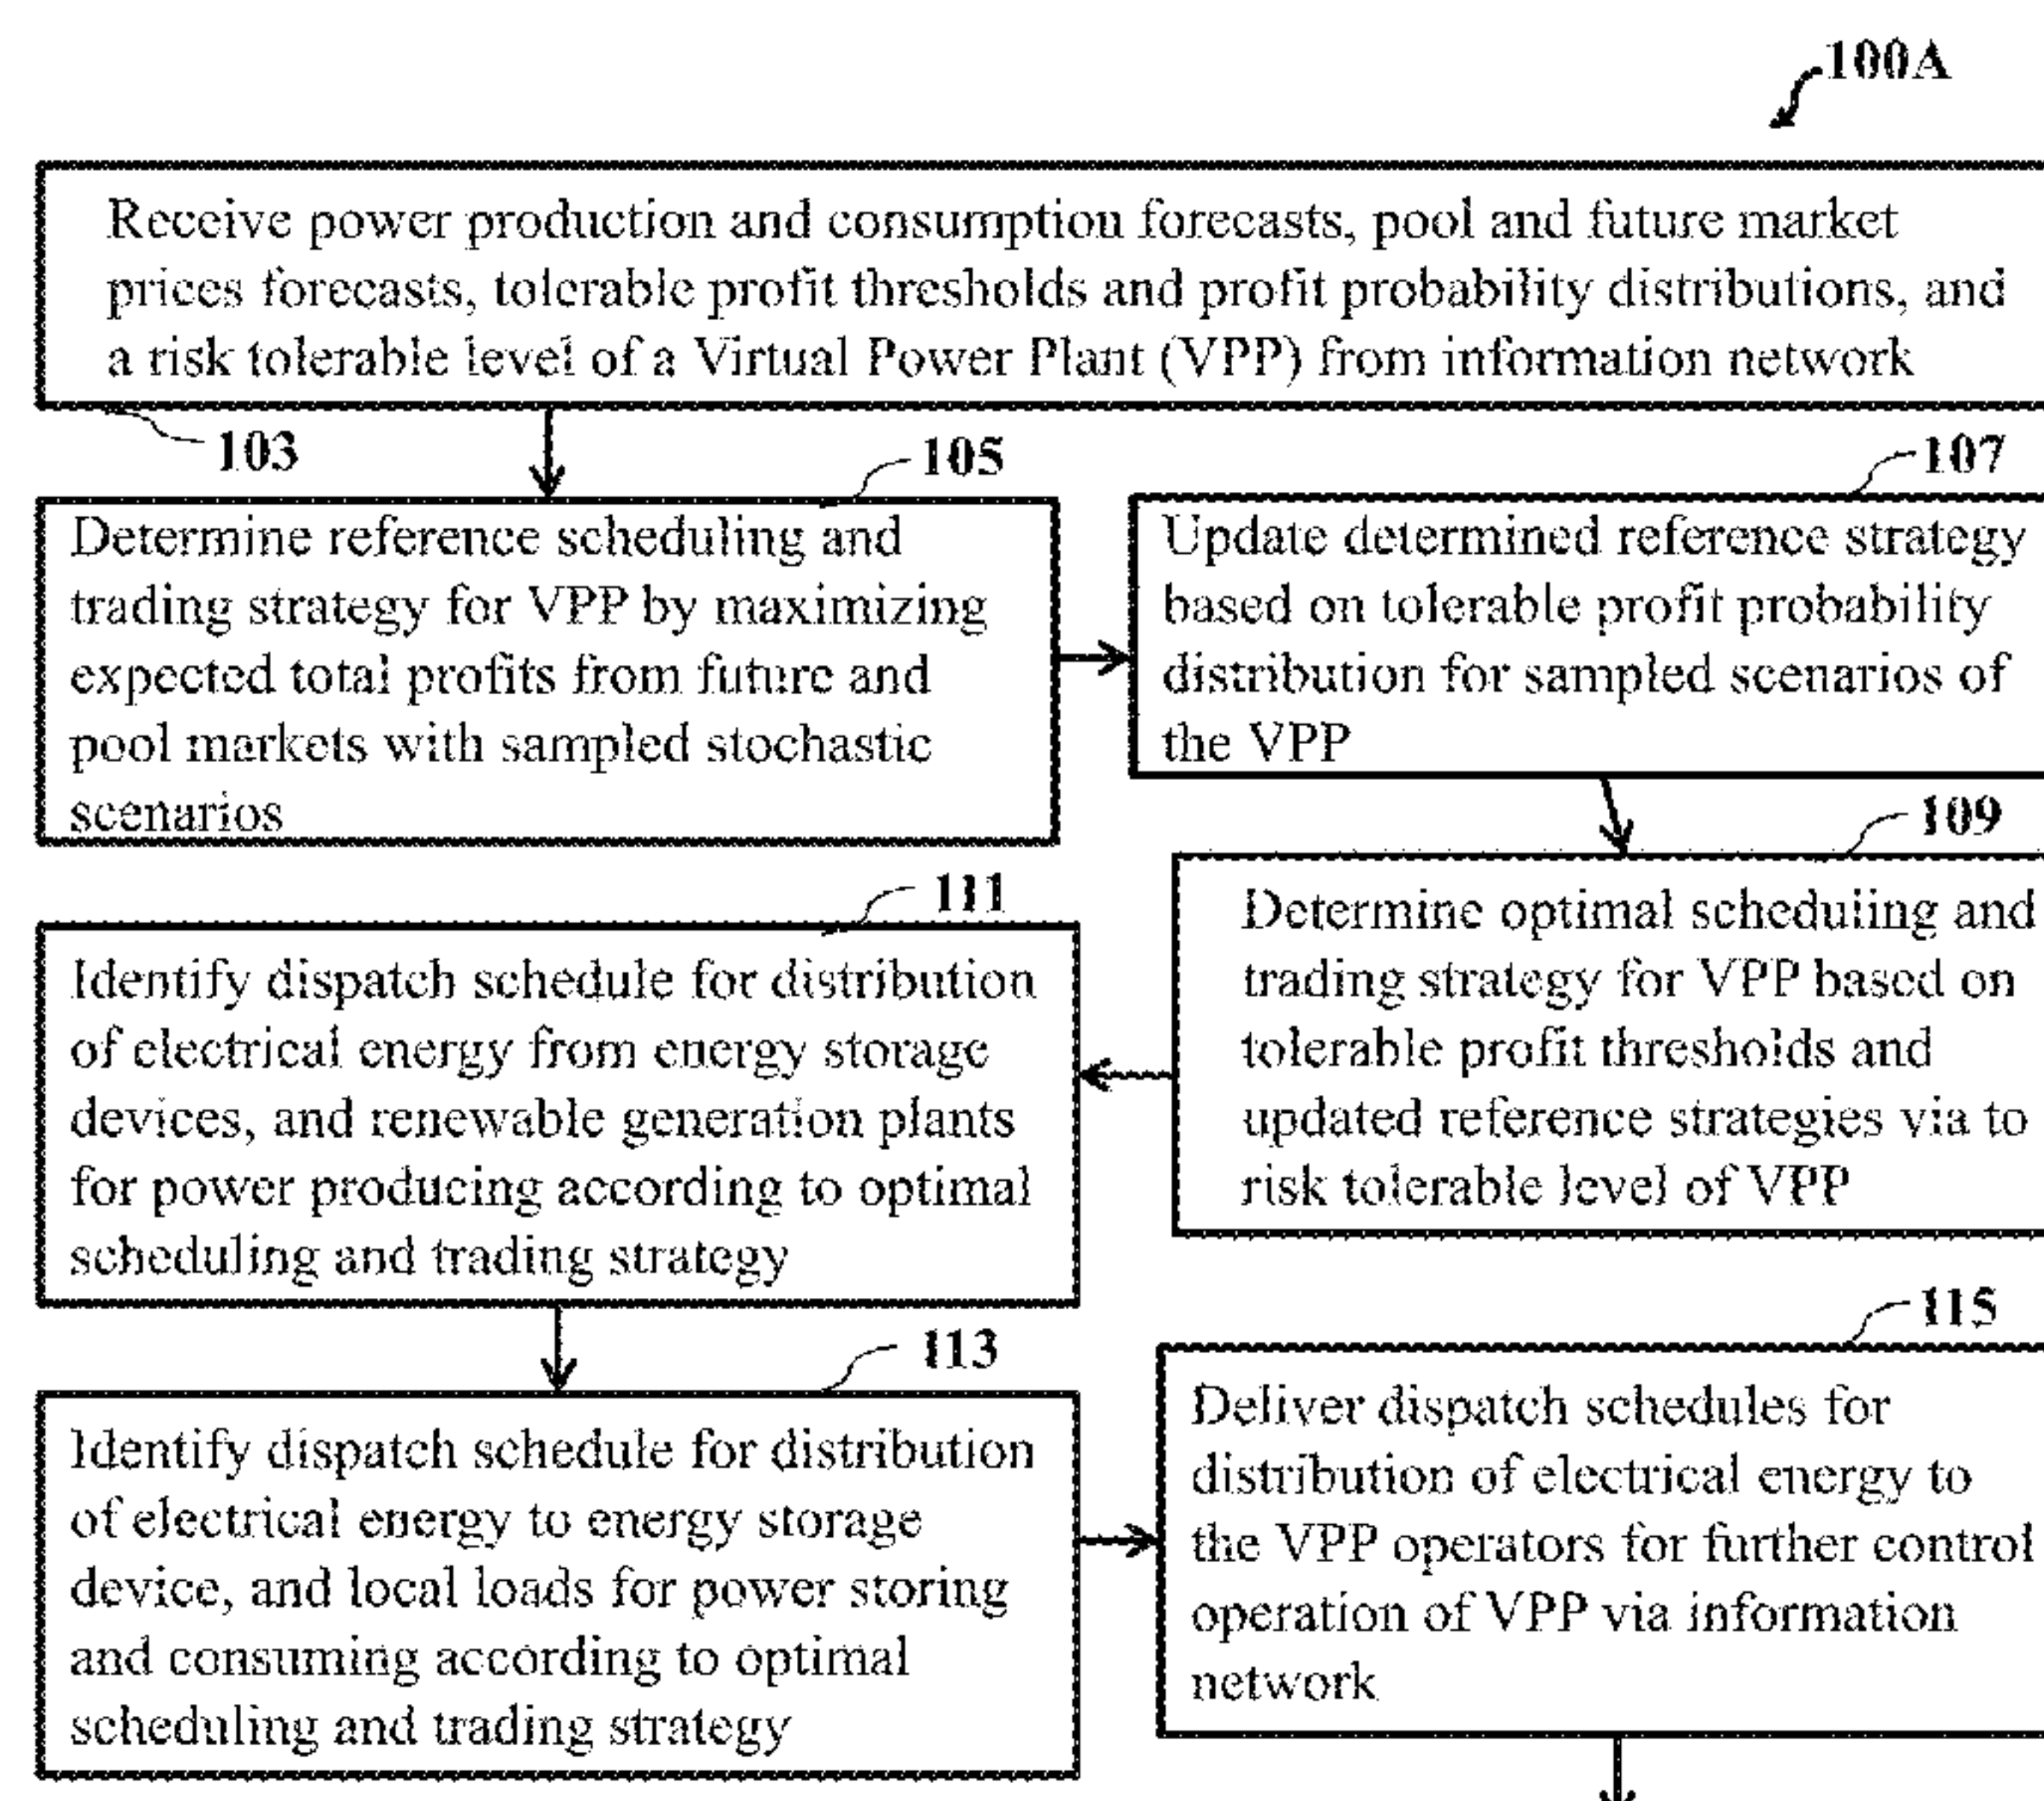 100A
Receive power production and consumption forecasts, pool and future market
prices forecasts, tolerable profit thresholds and profit probability distributions, and
a risk tolerable level of a Virtual Power Plant (VPP) from information network
103
105
107
Determine reference scheduling and
trading strategy for VPP by maximizing
expected total profits from future and
pool markets with sampled stochastic
scenarios
Update determined reference strategy
based on tolerable profit probability
distribution for sampled scenarios of
the VPP
109
Determine optimal scheduling and
trading strategy for VPP based on
tolerable profit thresholds and
updated reference strategies via to
risk tolerable level of VPP
111
Identify dispatch schedule for distribution
of electrical energy from energy storage
devices, and renewable generation plants
for power producing according to optimal
scheduling and trading strategy
113
Identify dispatch schedule for distribution
of electrical energy to energy storage
device, and local loads for power storing
and consuming according to optimal
scheduling and trading strategy
115
Deliver dispatch schedules for
distribution of electrical energy to
the VPP operators for further control
operation of VPP via information
network